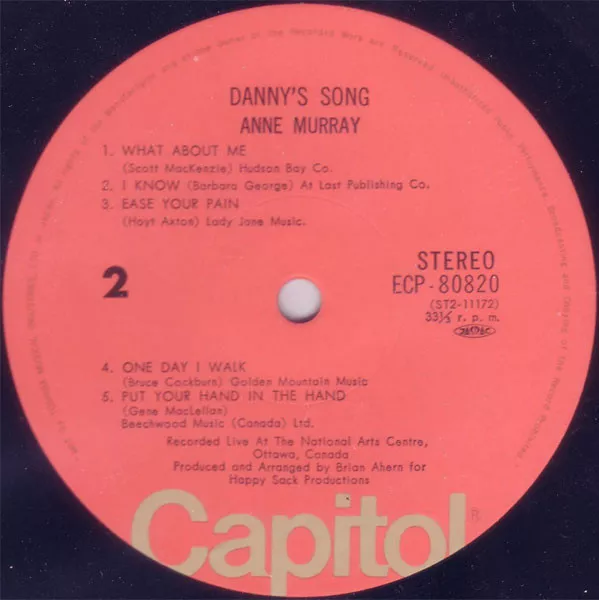 DANNY'S SONG
ANNE MURRAY
1. WHAT ABOUT ME
(Scott MacKenzie) Hudson Bay Co.
2. I KNOW (Barbara George) At Last Publishing Co.
3. EASE YOUR PAIN
(Hoyt Axton) Lady Jane Music.
2
STEREO
ECP-80820
(ST2-11172)
33⅓ r. p. m.
4. ONE DAY I WALK
(Bruce Cockburn) Golden Mountain Music
5. PUT YOUR HAND IN THE HAND
(Gene MacLellan)
Beechwood Music (Canada) Ltd.
Recorded Live At The National Arts Centre,
Ottawa, Canada
Produced and Arranged by Brian Ahern for
Happy Sack Productions
Capitol
R